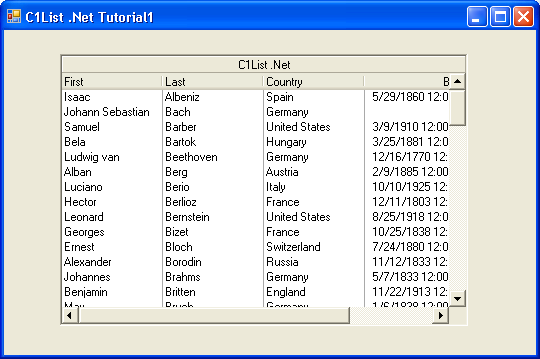 C1List .Net Tutorial1
C1List .Net
First Last Country B
Isaac Albeniz Spain 5/29/1860 12:0
Johann Sebastian Bach Germany
Samuel Barber United States 3/9/1910 12:00
Bela Bartok Hungary 3/25/1881 12:0
Ludwig van Beethoven Germany 12/16/1770 12:
Alban Berg Austria 2/9/1885 12:00
Luciano Berio Italy 10/10/1925 12:
Hector Berlioz France 12/11/1803 12:
Leonard Bernstein United States 8/25/1918 12:0
Georges Bizet France 10/25/1838 12:
Ernest Bloch Switzerland 7/24/1880 12:0
Alexander Borodin Russia 11/12/1833 12:
Johannes Brahms Germany 5/7/1833 12:00
Benjamin Britten England 11/22/1913 12:
Max Bruch Germany 1/6/1838 12:00